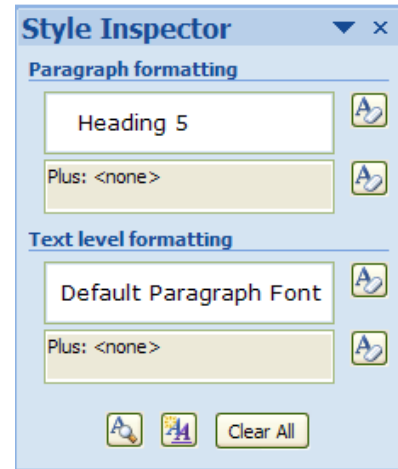 Style Inspector
Paragraph formatting
Heading 5
Plus: <none>
Text level formatting
Default Paragraph Font
Plus: <none>
Clear All